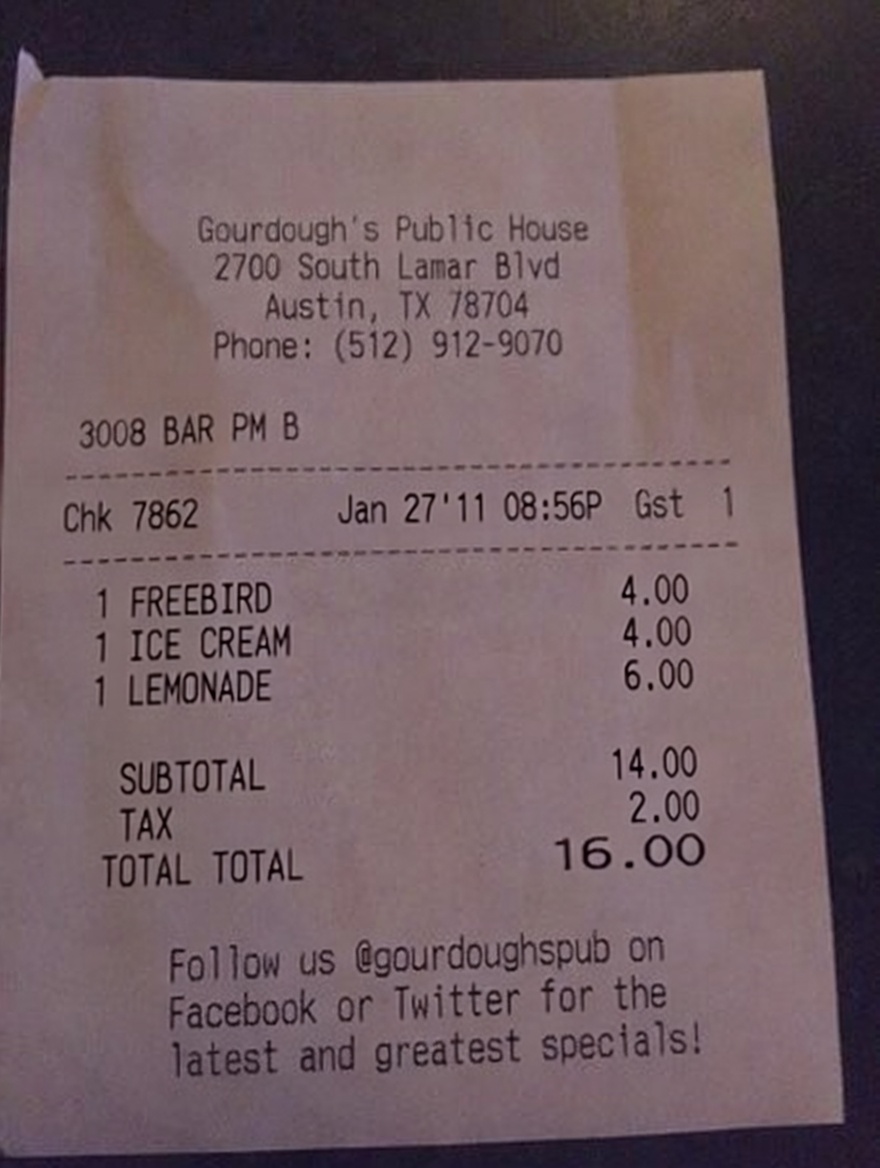 Gourdough's Public House
2700 South Lamar Blvd
Austin, TX 78704
Phone: (512) 912-9070
3008 BAR PM B
Chk 7862 Jan 27'11 08:56P Gst 1
1 FREEBIRD 4.00
1 ICE CREAM 4.00
1 LEMONADE 6.00
SUBTOTAL 14.00
TAX 2.00
TOTAL TOTAL 16.00
Follow us @gourdoughspub on
Facebook or Twitter for the
latest and greatest specials!